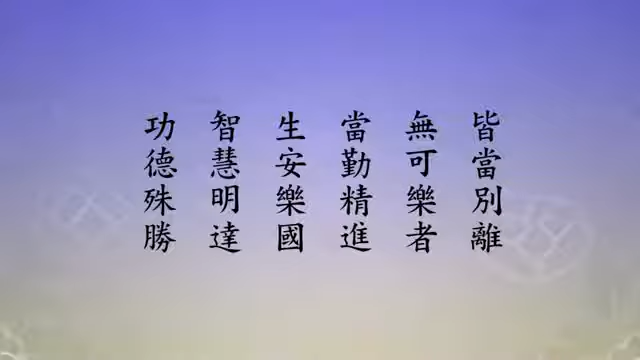 皆當別離
無可樂者
當勤精進
生安樂國
智慧明達
功德殊勝